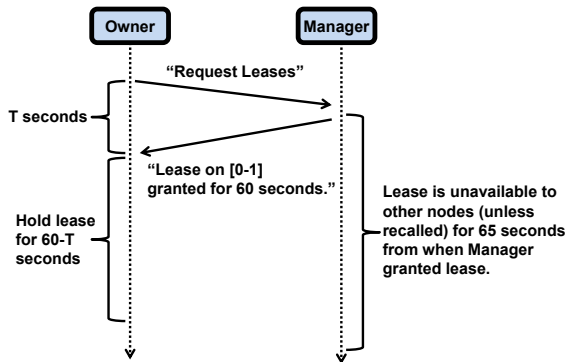 Owner
Manager
“Request Leases”
T seconds
“Lease on [0-1]
granted for 60 seconds.”
Hold lease
for 60-T
seconds
Lease is unavailable to
other nodes (unless
recalled) for 65 seconds
from when Manager
granted lease.